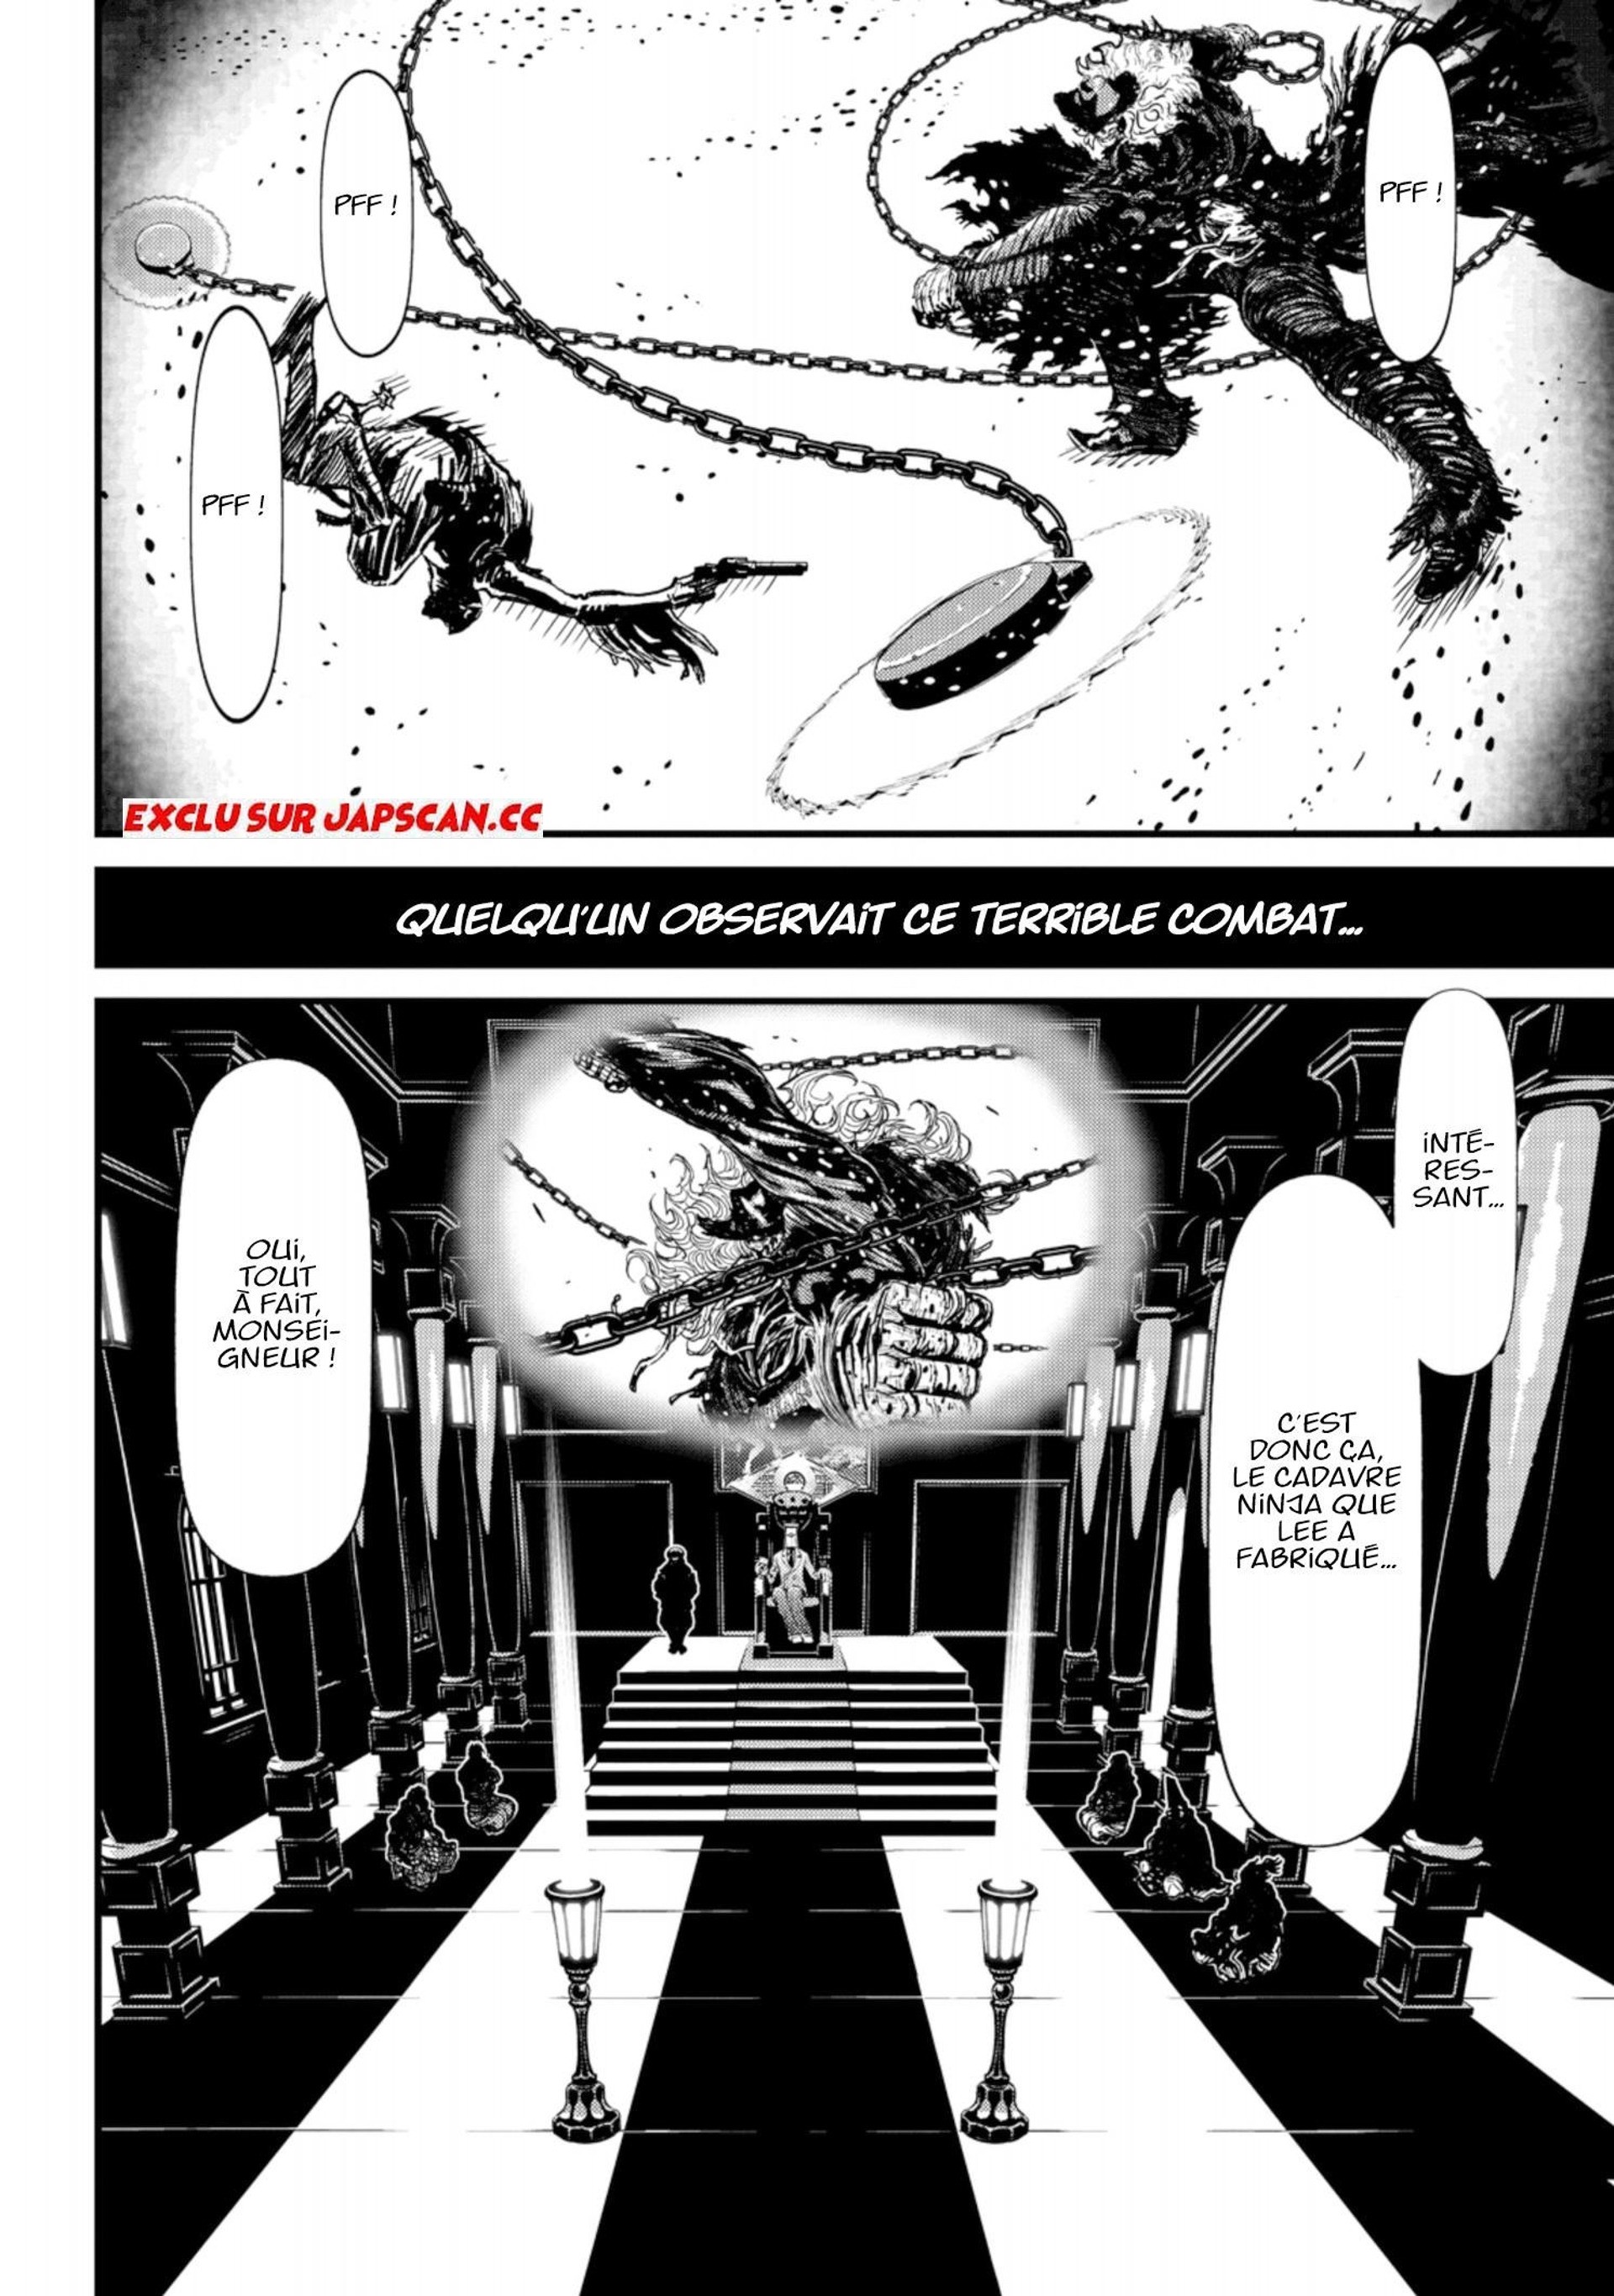 PFF !
PFF !
PFF !
EXCLU SUR JAPSCAN.CC
QUELQU'UN OBSERVAIT CE TERRIBLE COMBAT...
INTÉ-
RES-
SANT...
C'EST
DONC ÇA,
LE CADAVRE
NINJA QUE
LEE A
FABRIQUÉ...
OUI,
TOUT
À FAIT,
MONSEI-
GNEUR !